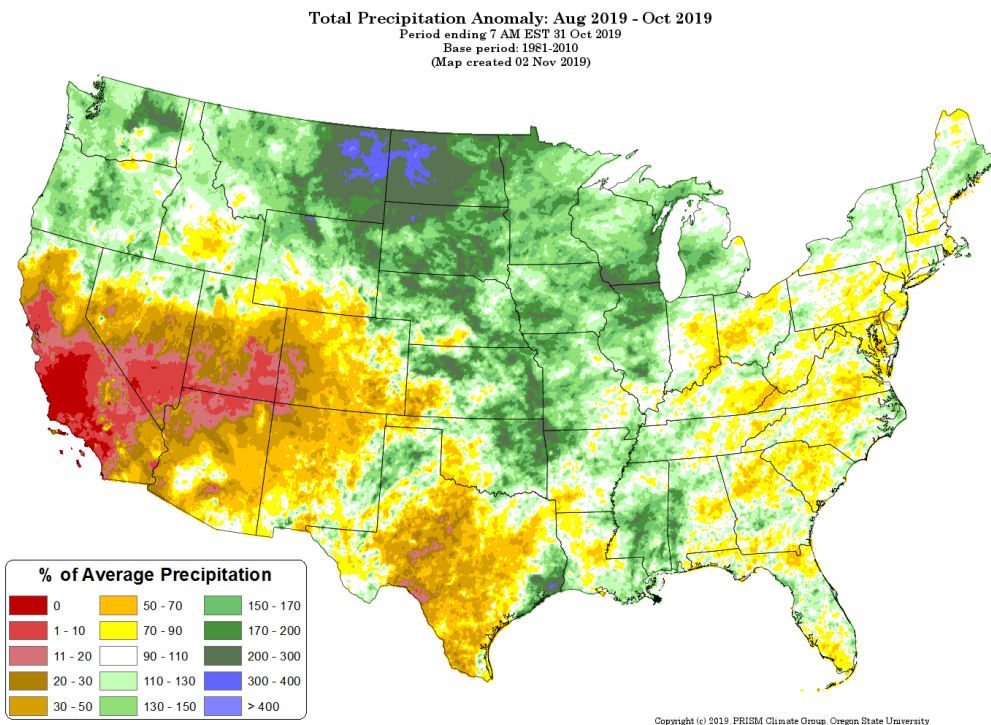 Total Precipitation Anomaly: Aug 2019 - Oct 2019
Period ending 7 AM EST 31 Oct 2019
Base period: 1981-2010
(Map created 02 Nov 2019)
% of Average Precipitation
0 50 - 70 150 - 170
1 - 10 70 - 90 170 - 200
11 - 20 90 - 110 200 - 300
20 - 30 110 - 130 300 - 400
30 - 50 130 - 150 > 400
Copyright (c) 2019, PRISM Climate Group, Oregon State University